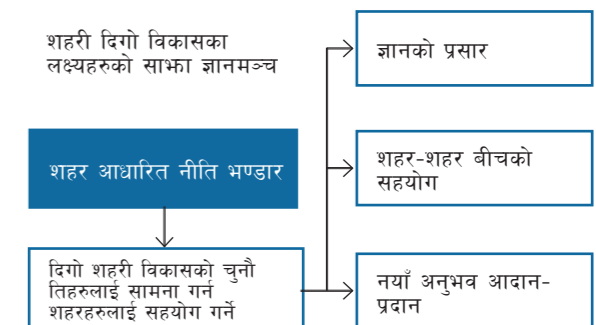 शहरी दिगो विकासका
लक्ष्यहरुको साझा ज्ञानमञ्च
शहर आधारित नीति भण्डार
दिगो शहरी विकासको चुनौ
तिहरुलाई सामना गर्न
शहरहरुलाई सहयोग गर्ने
ज्ञानको प्रसार
शहर-शहर बीचको
सहयोग
नयाँ अनुभव आदान-
प्रदान